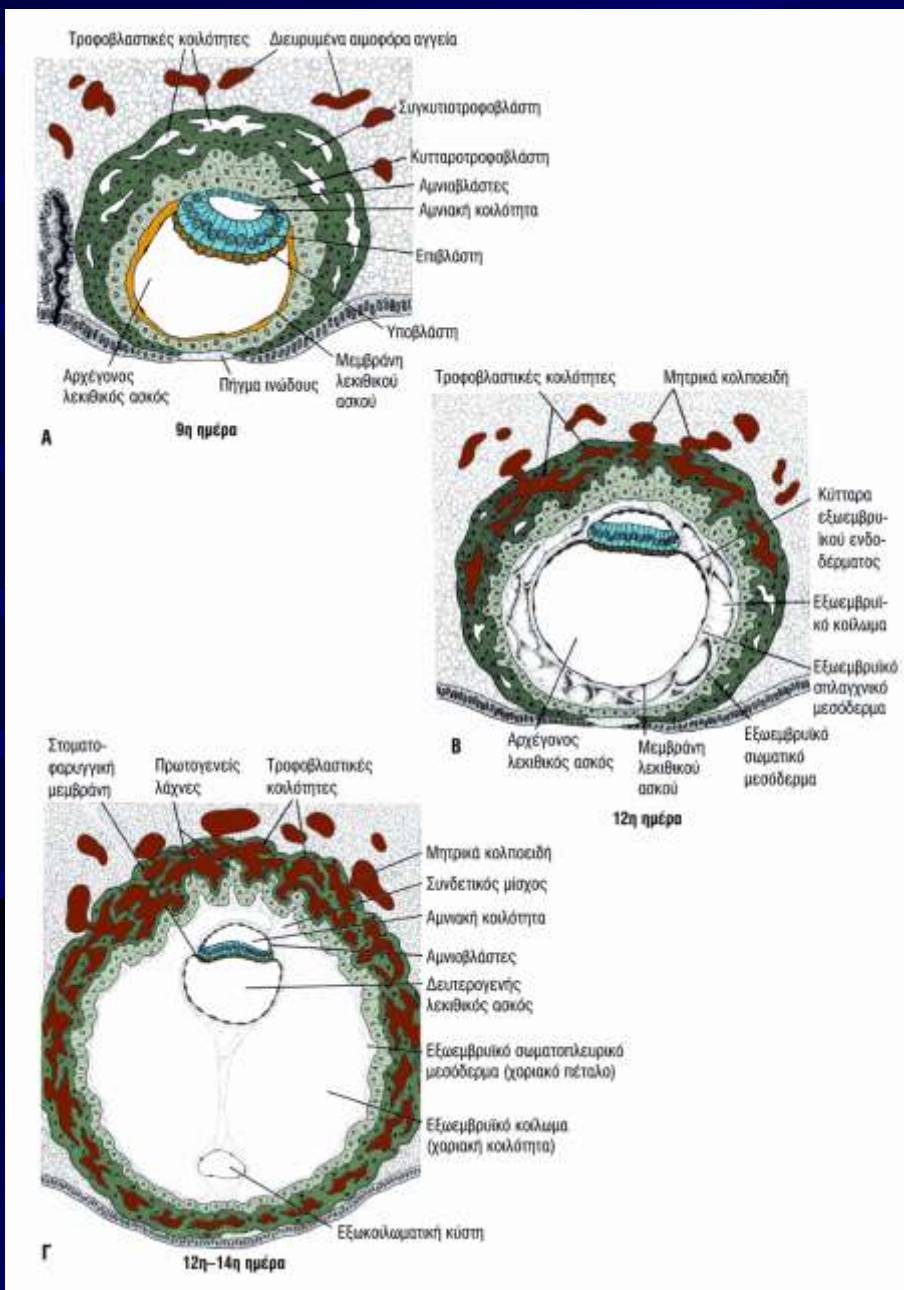 Τροφοβλαστικές κοιλότητες
Διευρυμένα αιμοφόρα αγγεία
Συγκυτιοτροφοβλάστη
Κυτταροτροφοβλάστη
Αμνιοβλάστες
Αμνιακή κοιλότητα
Επιβλάστη
Υποβλάστη
Αρχέγονος
λεκιθικός ασκός
Πήγμα ινώδους
Μεμβράνη
λεκιθικού
ασκού
Α
9η ημέρα
Τροφοβλαστικές κοιλότητες
Μητρικά κολποειδή
Κύτταρα
εξωεμβρυ-
ϊκού ενδο-
δέρματος
Εξωεμβρυϊ-
κό κοίλωμα
Εξωεμβρυϊκό
σπλαγχνικό
μεσόδερμα
Εξωεμβρυϊκό
σωματικό
μεσόδερμα
Αρχέγονος
λεκιθικός ασκός
Μεμβράνη
λεκιθικού
ασκού
Β
12η ημέρα
Στοματο-
φαρυγγική
μεμβράνη
Πρωτογενείς
λάχνες
Τροφοβλαστικές
κοιλότητες
Μητρικά κολποειδή
Συνδετικός μίσχος
Αμνιακή κοιλότητα
Αμνιοβλάστες
Δευτερογενής
λεκιθικός ασκός
Εξωεμβρυϊκό σωματοπλευρικό
μεσόδερμα (χοριακό πέταλο)
Εξωεμβρυϊκό κοίλωμα
(χοριακή κοιλότητα)
Εξωκοιλωματική κύστη
Γ
12η–14η ημέρα